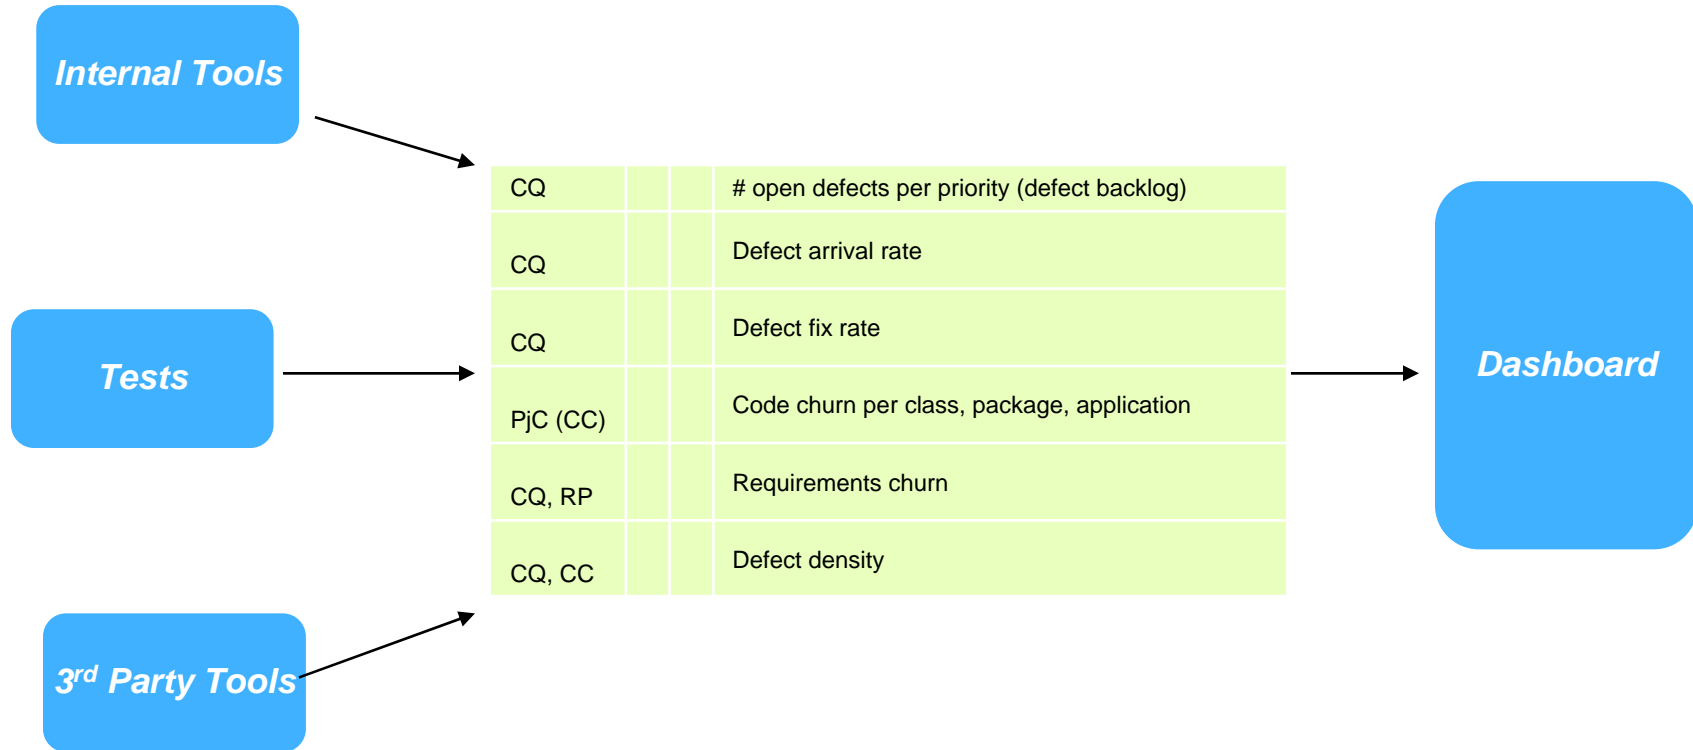 Internal Tools
CQ # open defects per priority (defect backlog)
CQ Defect arrival rate
CQ Defect fix rate
Tests
PjC (CC) Code churn per class, package, application
Dashboard
CQ, RP Requirements churn
CQ, CC Defect density
3rd Party Tools